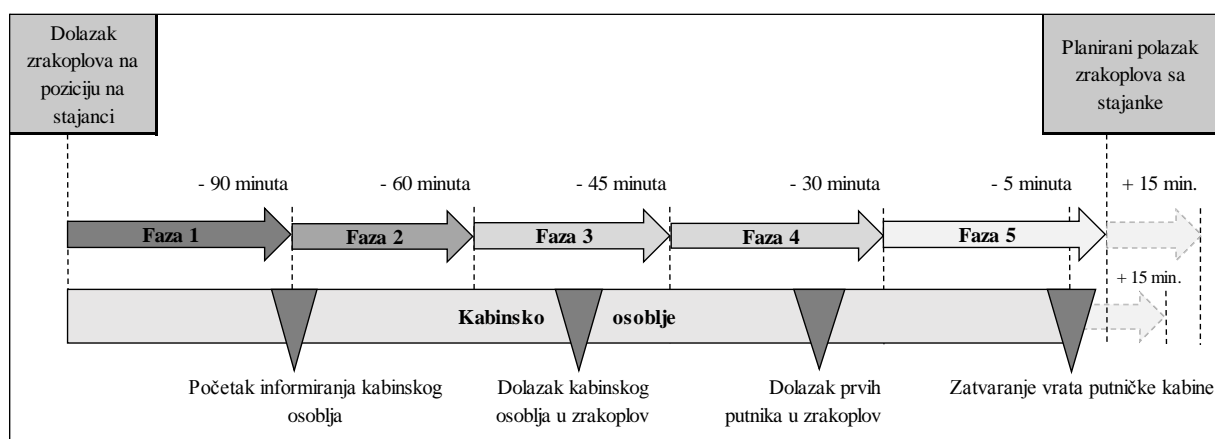 Dolazak
zrakoplova na
poziciju na
stajanci
Planirani polazak
zrakoplova sa
stajanke
- 90 minuta
- 60 minuta
- 45 minuta
- 30 minuta
- 5 minuta
+ 15 min.
Faza 1
Faza 2
Faza 3
Faza 4
Faza 5
+ 15 min.
Kabinsko osoblje
Početak informiranja kabinskog
osoblja
Dolazak kabinskog
osoblja u zrakoplov
Dolazak prvih
putnika u zrakoplov
Zatvaranje vrata putničke kabine